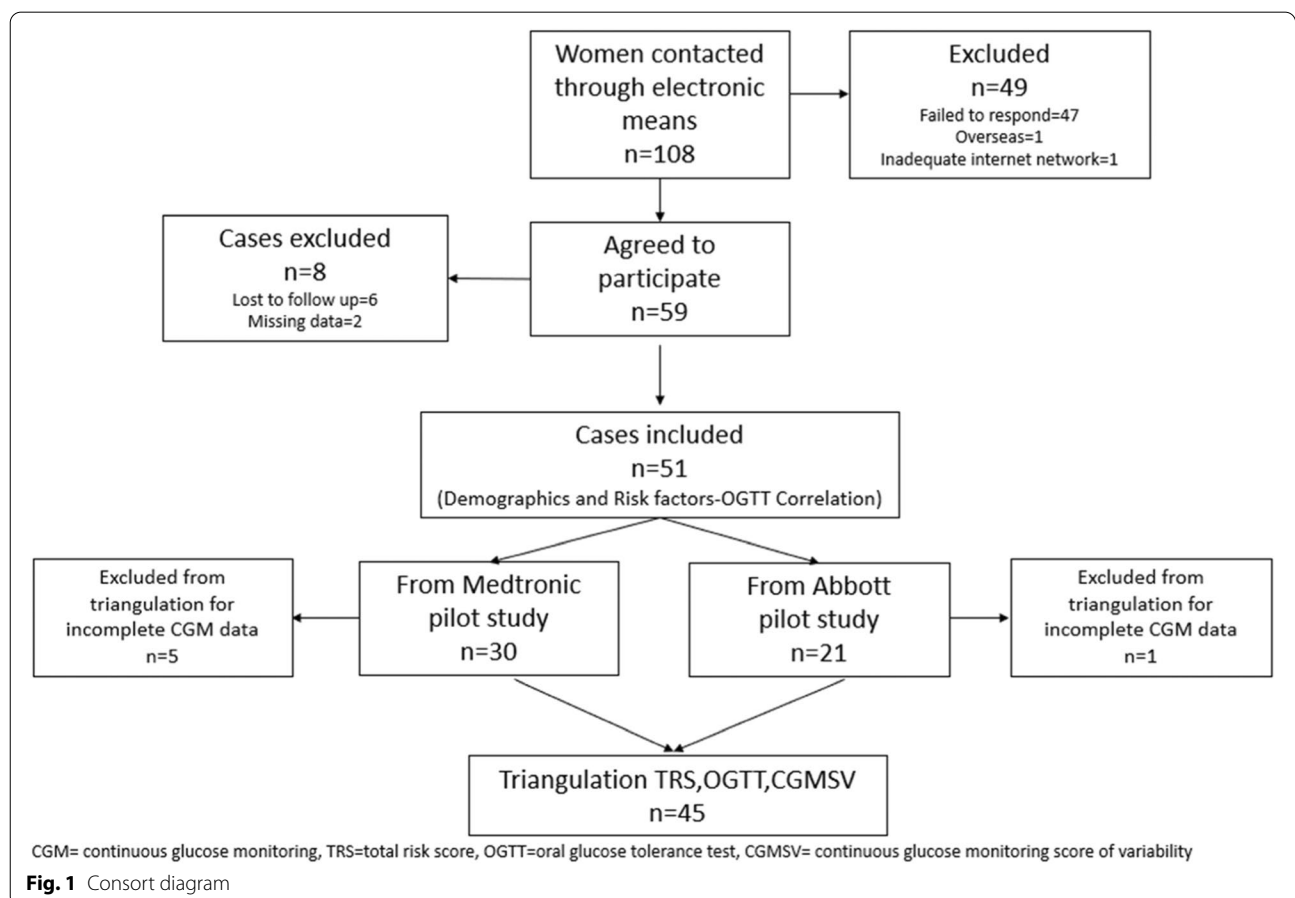 Women contacted
through electronic
means
n=108
Excluded
n=49
Failed to respond=47
Overseas=1
Inadequate internet network=1
Cases excluded
n=8
Lost to follow up=6
Missing data=2
Agreed to
participate
n=59
Cases included
n=51
(Demographics and Risk factors-OGTT Correlation)
Excluded from
triangulation for
incomplete CGM data
n=5
From Medtronic
pilot study
n=30
From Abbott
pilot study
n=21
Excluded from
triangulation for
incomplete CGM data
n=1
Triangulation TRS,OGTT,CGMSV
n=45
CGM= continuous glucose monitoring, TRS=total risk score, OGTT=oral glucose tolerance test, CGMSV= continuous glucose monitoring score of variability
Fig. 1 Consort diagram